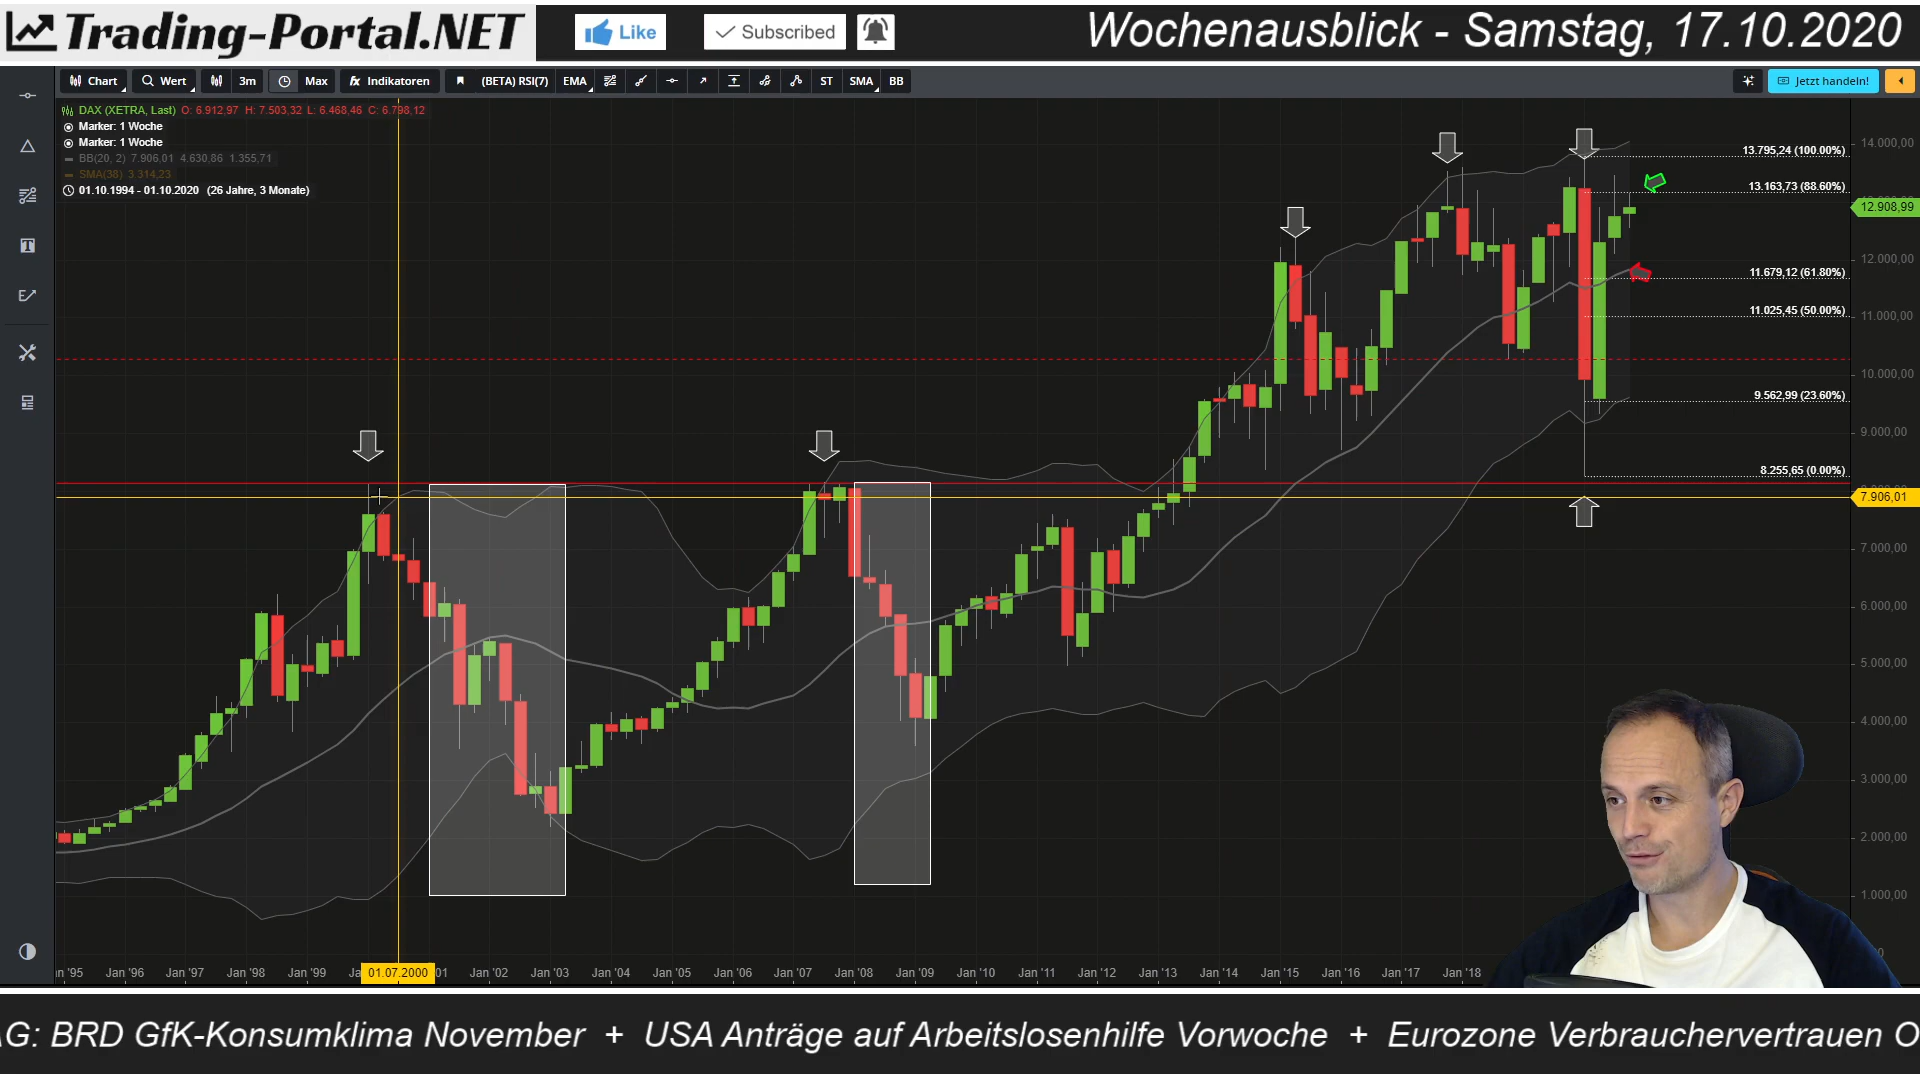 Trading-Portal.NET
Like
Subscribed
Wochenausblick - Samstag, 17.10.2020
Chart
Wert
3m
Max
fx Indikatoren
(BETA) RSI(7)
EMA
ST
SMA
BB
Jetzt handeln!
DAX (XETRA, Last) O: 6.912,97 H: 7.503,32 L: 6.468,46 C: 6.798,12
Marker: 1 Woche
Marker: 1 Woche
BB(20, 2) 7.906,01 4.630,86 1.355,71
SMA(38) 3.314,23
01.10.1994 - 01.10.2020 (26 Jahre, 3 Monate)
13.795,24 (100.00%)
13.163,73 (88.60%)
11.679,12 (61.80%)
11.025,45 (50.00%)
9.562,99 (23.60%)
8.255,65 (0.00%)
14.000,00
12.908,99
12.000,00
11.000,00
10.000,00
9.000,00
7.906,01
7.000,00
6.000,00
5.000,00
4.000,00
3.000,00
2.000,00
1.000,00
n '95
Jan '96
Jan '97
Jan '98
Jan '99
Ja
01.07.2000
'01
Jan '02
Jan '03
Jan '04
Jan '05
Jan '06
Jan '07
Jan '08
Jan '09
Jan '10
Jan '11
Jan '12
Jan '13
Jan '14
Jan '15
Jan '16
Jan '17
Jan '18
G: BRD GfK-Konsumklima November + USA Anträge auf Arbeitslosenhilfe Vorwoche + Eurozone Verbrauchervertrauen O